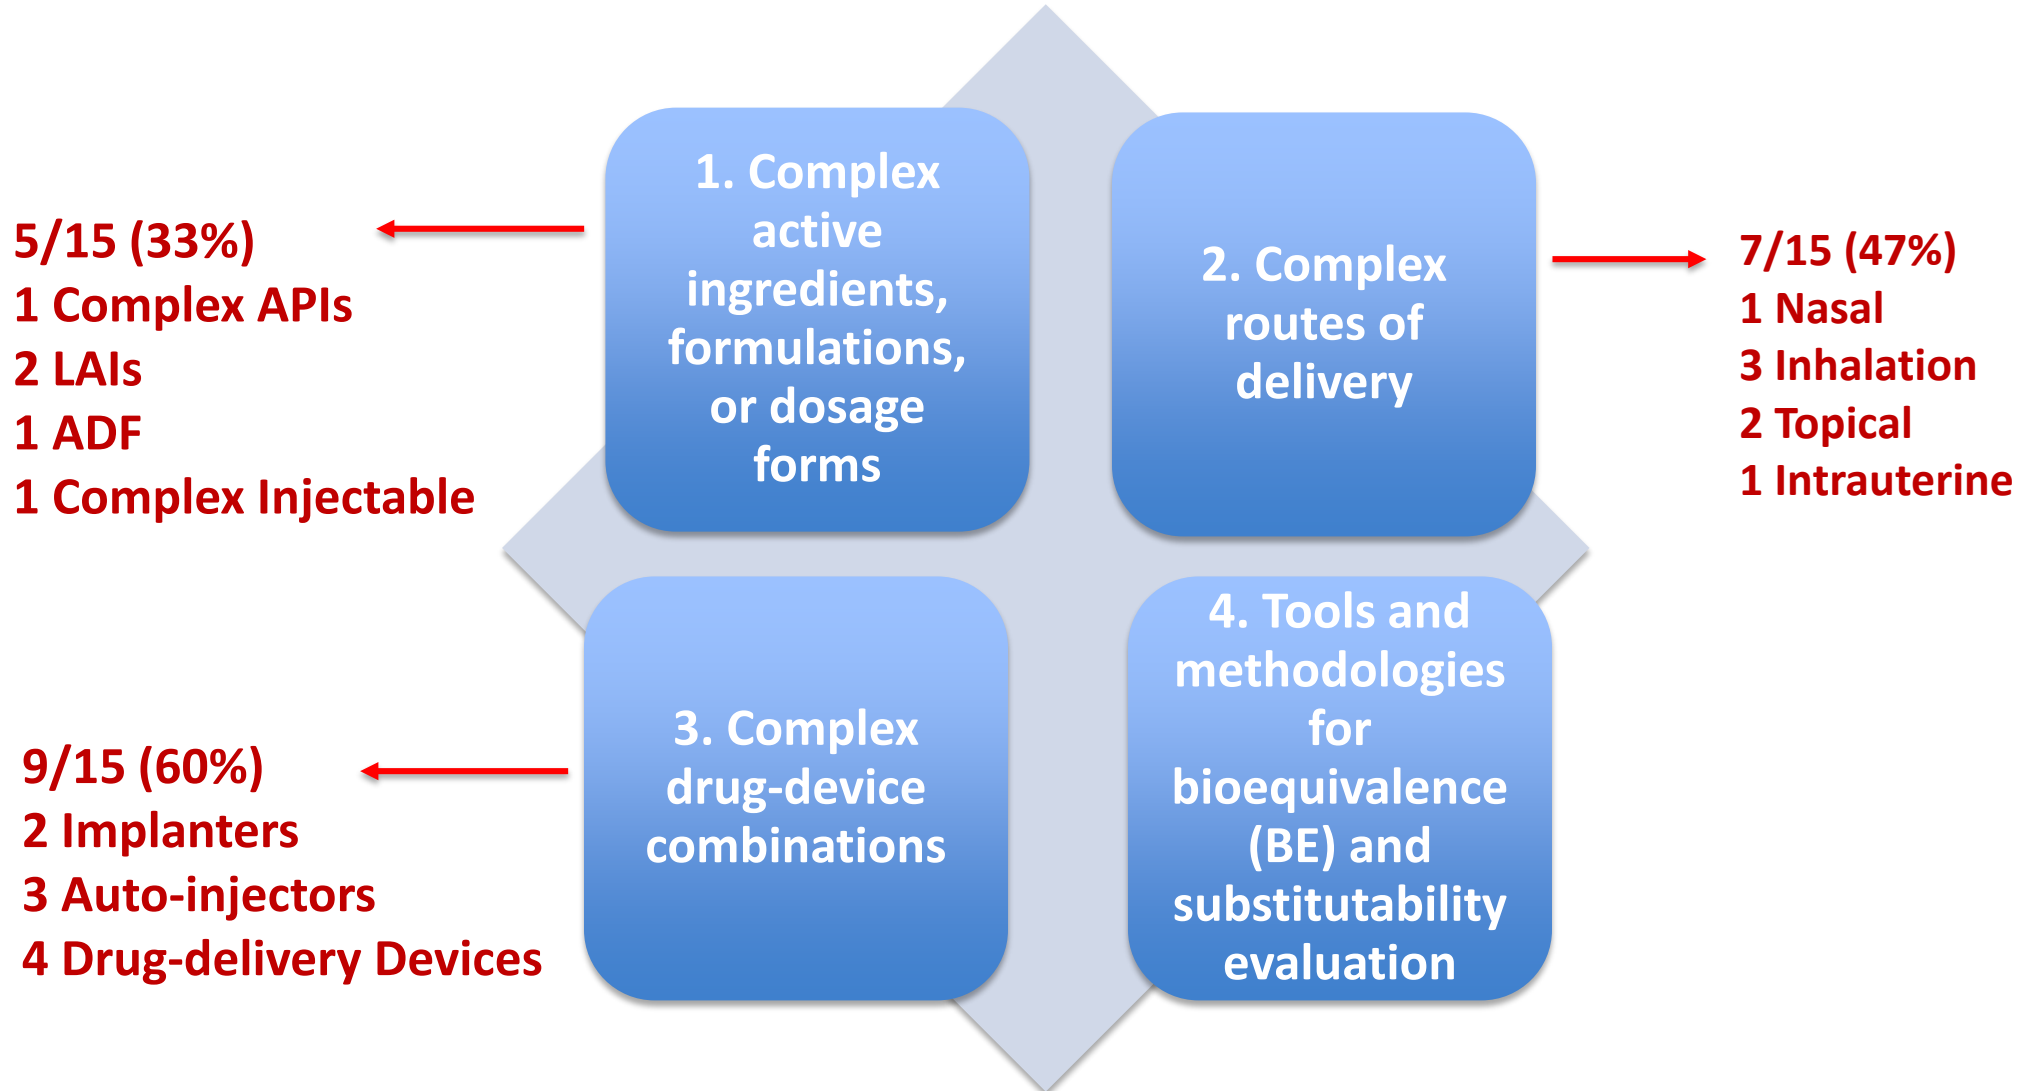 1. Complex
active
ingredients,
formulations,
or dosage
forms
5/15 (33%)
1 Complex APIs
2 LAIs
1 ADF
1 Complex Injectable
2. Complex
routes of
delivery
7/15 (47%)
1 Nasal
3 Inhalation
2 Topical
1 Intrauterine
3. Complex
drug-device
combinations
9/15 (60%)
2 Implanters
3 Auto-injectors
4 Drug-delivery Devices
4. Tools and
methodologies
for
bioequivalence
(BE) and
substitutability
evaluation